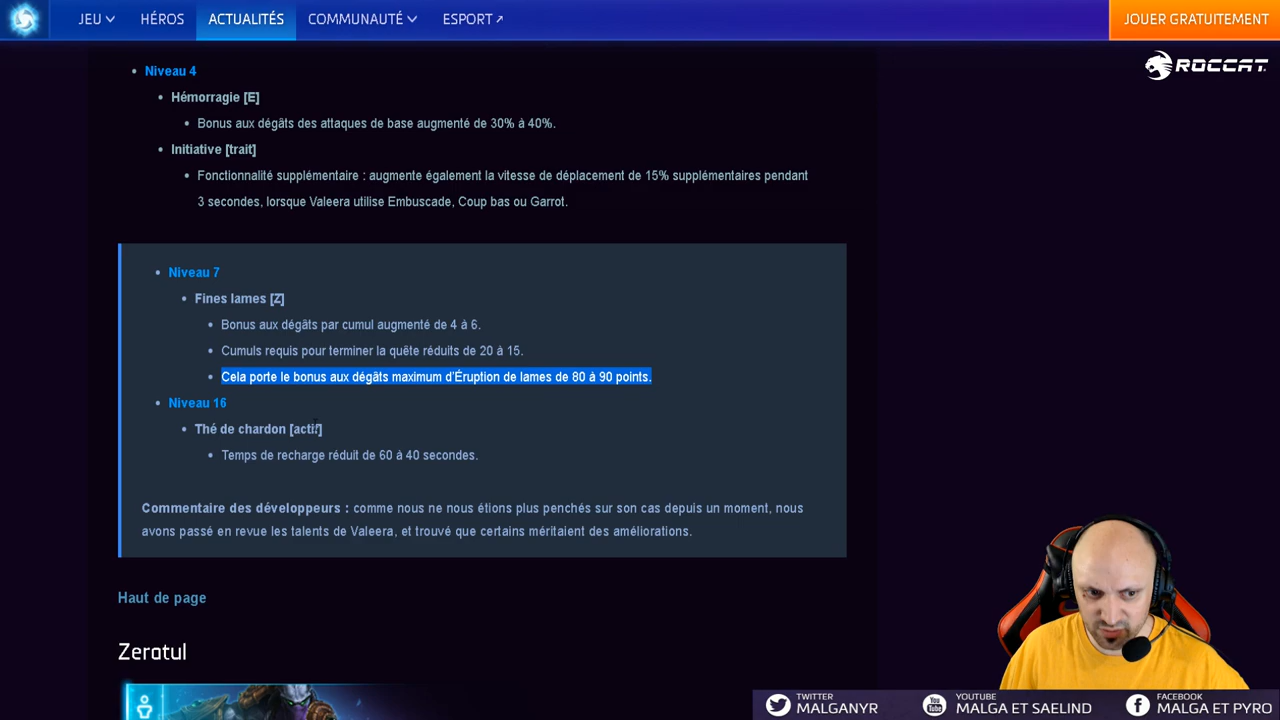 JEU HÉROS ACTUALITÉS COMMUNAUTÉ ESPORT JOUER GRATUITEMENT
ROCCAT
Niveau 4
Hémorragie [E]
Bonus aux dégâts des attaques de base augmenté de 30% à 40%.
Initiative [trait]
Fonctionnalité supplémentaire : augmente également la vitesse de déplacement de 15% supplémentaires pendant
3 secondes, lorsque Valeera utilise Embuscade, Coup bas ou Garrot.
Niveau 7
Fines lames [Z]
Bonus aux dégâts par cumul augmenté de 4 à 6.
Cumuls requis pour terminer la quête réduits de 20 à 15.
Cela porte le bonus aux dégâts maximum d'Éruption de lames de 80 à 90 points.
Niveau 16
Thé de chardon [actif]
Temps de recharge réduit de 60 à 40 secondes.
Commentaire des développeurs : comme nous ne nous étions plus penchés sur son cas depuis un moment, nous
avons passé en revue les talents de Valeera, et trouvé que certains méritaient des améliorations.
Haut de page
Zeratul
TWITTER
MALGANYR
YOUTUBE
MALGA ET SAELIND
FACEBOOK
MALGA ET PYRO